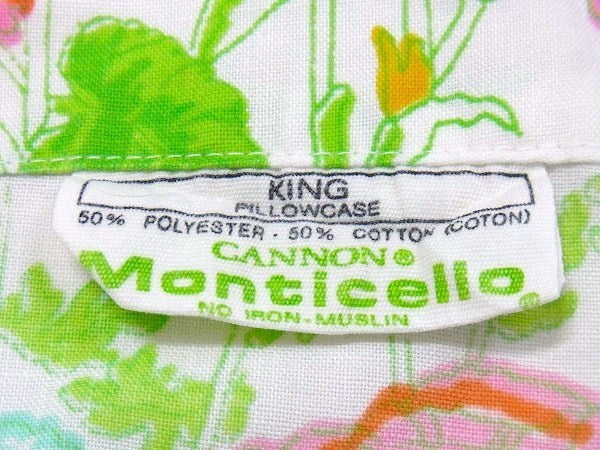 KING
PILLOWCASE
50% POLYESTER · 50% COTTON (COTON)
CANNON®
Monticello®
NO IRON-MUSLIN